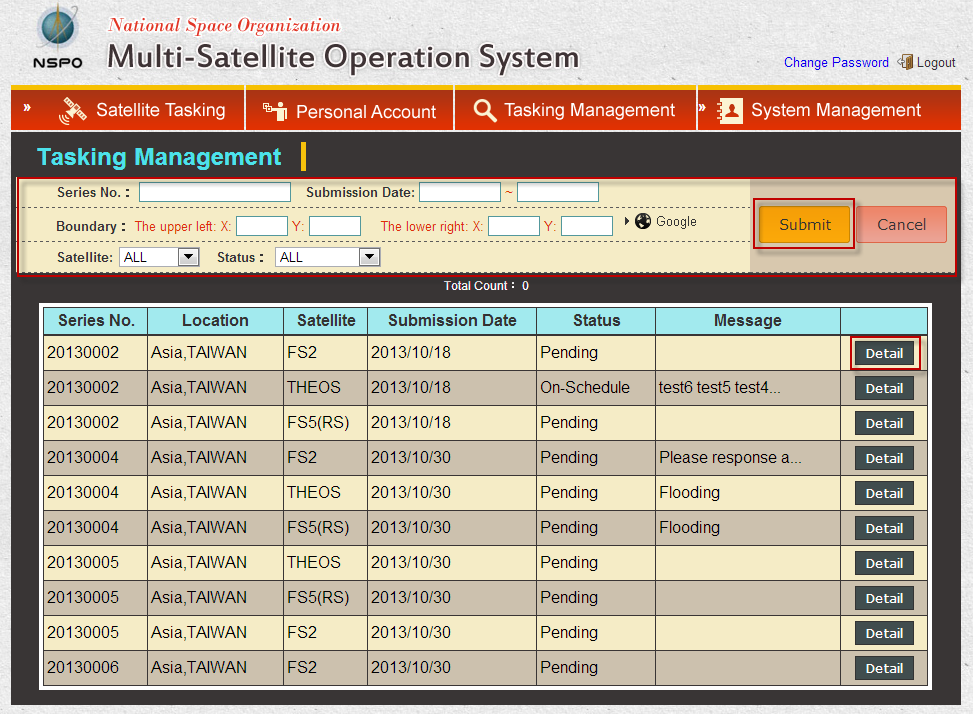 National Space Organization
NSPO
Multi-Satellite Operation System
Change Password Logout
» Satellite Tasking Personal Account Tasking Management » System Management
Tasking Management
Series No. : Submission Date: ~
Boundary : The upper left: X: Y: The lower right: X: Y: Google
Submit Cancel
Satellite: ALL Status : ALL
Total Count : 0
Series No. Location Satellite Submission Date Status Message
20130002 Asia,TAIWAN FS2 2013/10/18 Pending Detail
20130002 Asia,TAIWAN THEOS 2013/10/18 On-Schedule test6 test5 test4... Detail
20130002 Asia,TAIWAN FS5(RS) 2013/10/18 Pending Detail
20130004 Asia,TAIWAN FS2 2013/10/30 Pending Please response a... Detail
20130004 Asia,TAIWAN THEOS 2013/10/30 Pending Flooding Detail
20130004 Asia,TAIWAN FS5(RS) 2013/10/30 Pending Flooding Detail
20130005 Asia,TAIWAN THEOS 2013/10/30 Pending Detail
20130005 Asia,TAIWAN FS5(RS) 2013/10/30 Pending Detail
20130005 Asia,TAIWAN FS2 2013/10/30 Pending Detail
20130006 Asia,TAIWAN FS2 2013/10/30 Pending Detail